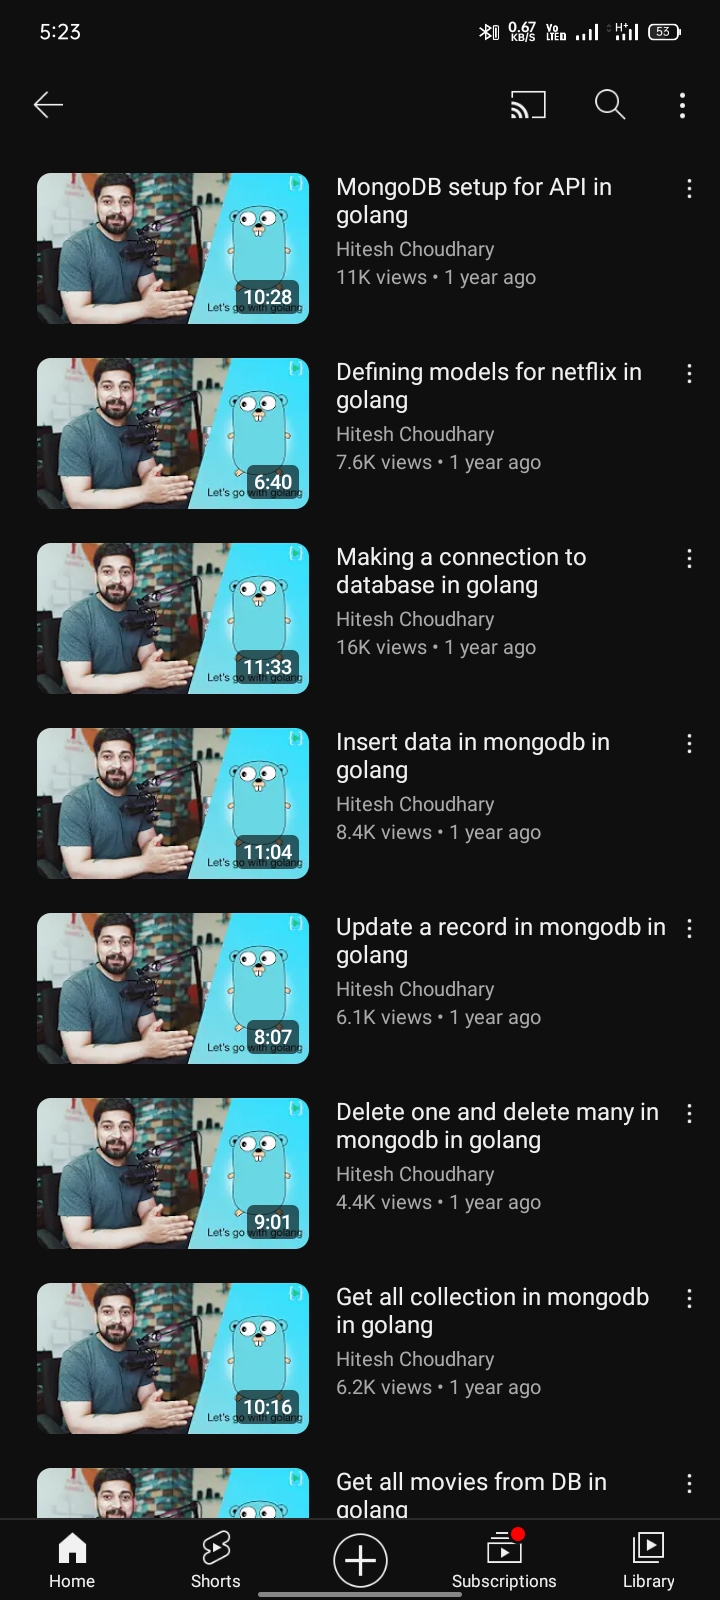 5:23
0.67
KB/S
Vo
LTED
H+
53
MongoDB setup for API in
golang
Hitesh Choudhary
11K views • 1 year ago
10:28
Let's go with golang
Defining models for netflix in
golang
Hitesh Choudhary
7.6K views • 1 year ago
6:40
Let's go with golang
Making a connection to
database in golang
Hitesh Choudhary
16K views • 1 year ago
11:33
Let's go with golang
Insert data in mongodb in
golang
Hitesh Choudhary
8.4K views • 1 year ago
11:04
Let's go with golang
Update a record in mongodb in
golang
Hitesh Choudhary
6.1K views • 1 year ago
8:07
Let's go with golang
Delete one and delete many in
mongodb in golang
Hitesh Choudhary
4.4K views • 1 year ago
9:01
Let's go with golang
Get all collection in mongodb
in golang
Hitesh Choudhary
6.2K views • 1 year ago
10:16
Let's go with golang
Get all movies from DB in
golang
Home
Shorts
Subscriptions
Library